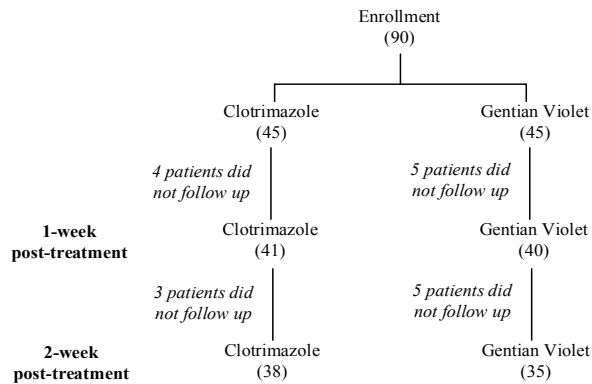 Enrollment
(90)
Clotrimazole
(45)
Gentian Violet
(45)
4 patients did
not follow up
5 patients did
not follow up
1-week
post-treatment
Clotrimazole
(41)
Gentian Violet
(40)
3 patients did
not follow up
5 patients did
not follow up
2-week
post-treatment
Clotrimazole
(38)
Gentian Violet
(35)